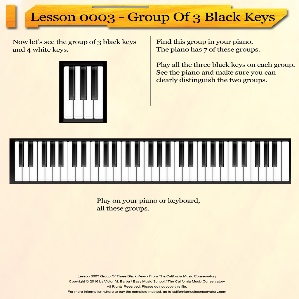 Lesson 0003 - Group Of 3 Black Keys
Now let's see the group of 3 black keys
and 4 white keys.
Find this group in your piano.
The piano has 7 of these groups.
Play all the three black keys on each group.
See the piano and make sure you can
clearly distinguish the two groups.
Play on your piano or keyboard,
all these groups.